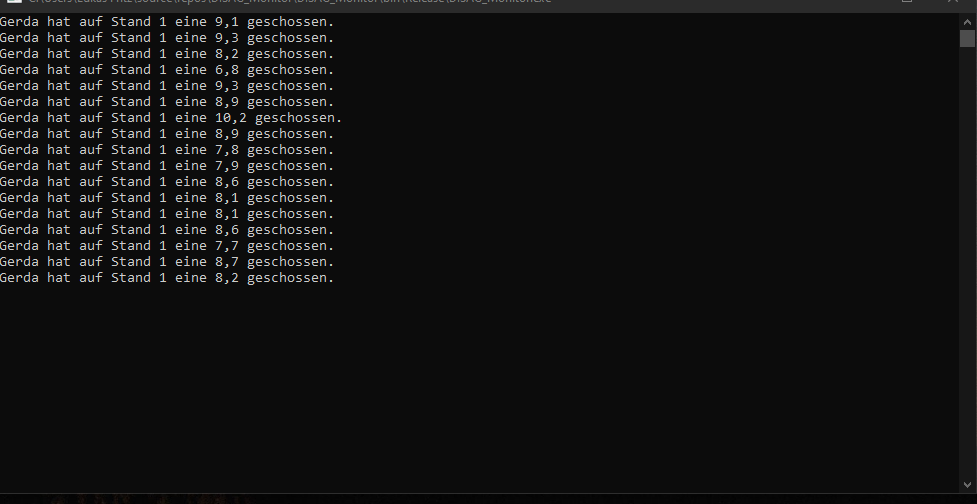 Gerda hat auf Stand 1 eine 9,1 geschossen.
Gerda hat auf Stand 1 eine 9,3 geschossen.
Gerda hat auf Stand 1 eine 8,2 geschossen.
Gerda hat auf Stand 1 eine 6,8 geschossen.
Gerda hat auf Stand 1 eine 9,3 geschossen.
Gerda hat auf Stand 1 eine 8,9 geschossen.
Gerda hat auf Stand 1 eine 10,2 geschossen.
Gerda hat auf Stand 1 eine 8,9 geschossen.
Gerda hat auf Stand 1 eine 7,8 geschossen.
Gerda hat auf Stand 1 eine 7,9 geschossen.
Gerda hat auf Stand 1 eine 8,6 geschossen.
Gerda hat auf Stand 1 eine 8,1 geschossen.
Gerda hat auf Stand 1 eine 8,1 geschossen.
Gerda hat auf Stand 1 eine 8,6 geschossen.
Gerda hat auf Stand 1 eine 7,7 geschossen.
Gerda hat auf Stand 1 eine 8,7 geschossen.
Gerda hat auf Stand 1 eine 8,2 geschossen.